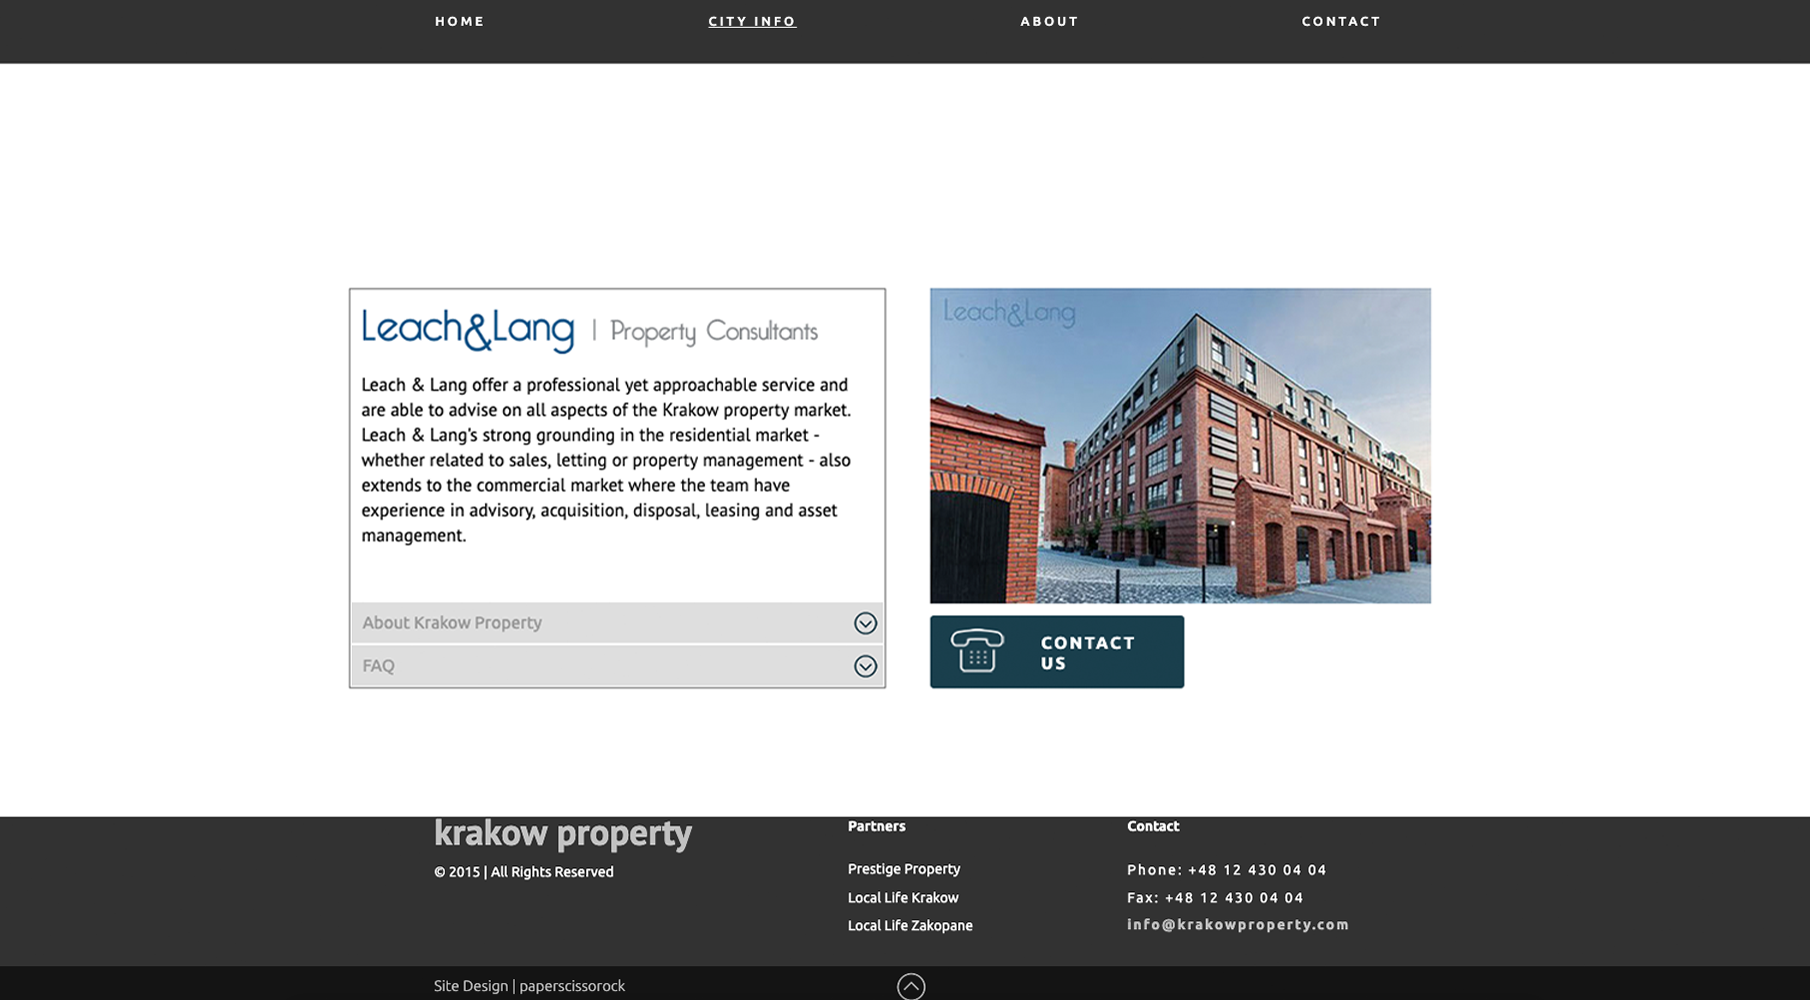 HOME
CITY INFO
ABOUT
CONTACT
Leach&Lang | Property Consultants
Leach & Lang offer a professional yet approachable service and
are able to advise on all aspects of the Krakow property market.
Leach & Lang's strong grounding in the residential market -
whether related to sales, letting or property management - also
extends to the commercial market where the team have
experience in advisory, acquisition, disposal, leasing and asset
management.
About Krakow Property
FAQ
Leach&Lang
CONTACT
US
krakow property
© 2015 | All Rights Reserved
Partners
Prestige Property
Local Life Krakow
Local Life Zakopane
Contact
Phone: +48 12 430 04 04
Fax: +48 12 430 04 04
info@krakowproperty.com
Site Design | paperscissorock